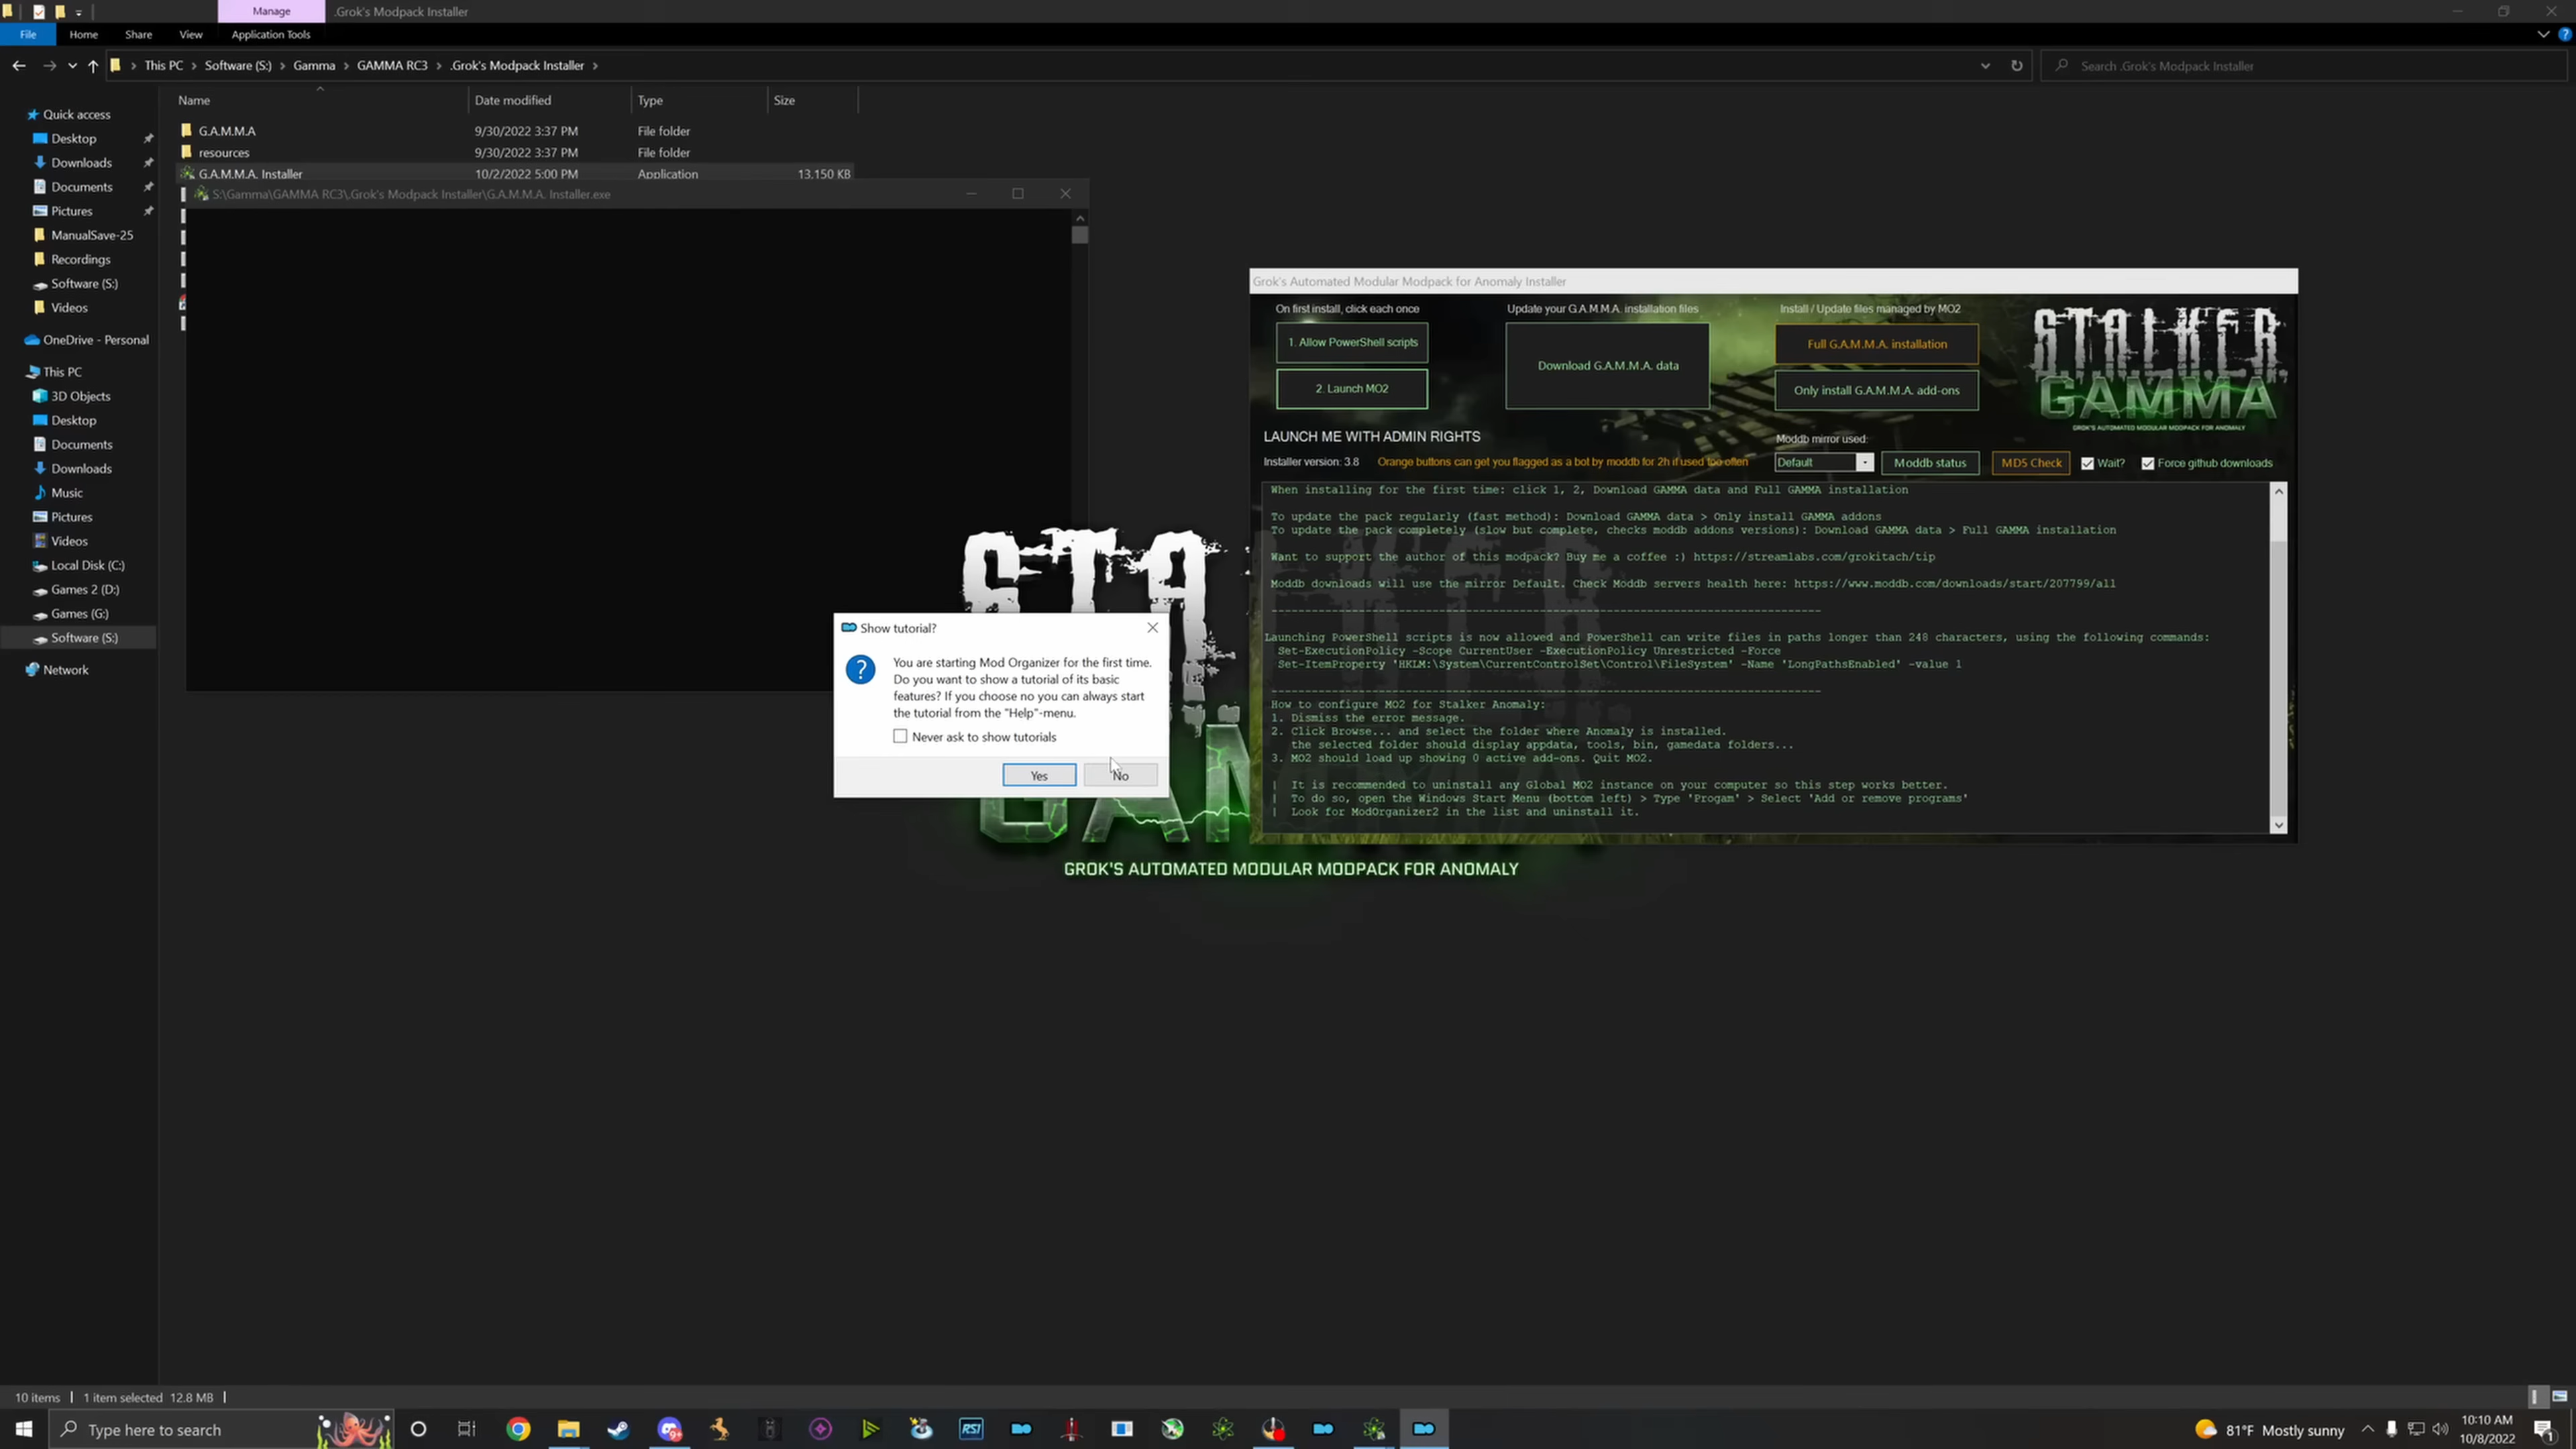 Manage
.Grok's Modpack Installer
File
Home
Share
View
Application Tools
This PC
Software (S:)
Gamma
GAMMA RC3
.Grok's Modpack Installer
Search .Grok's Modpack Installer
Name
Date modified
Type
Size
Quick access
Desktop
Downloads
Documents
Pictures
ManualSave-25
Recordings
Software (S:)
Videos
OneDrive - Personal
This PC
3D Objects
Desktop
Documents
Downloads
Music
Pictures
Videos
Local Disk (C:)
Games 2 (D:)
Games (G:)
Software (S:)
Network
G.A.M.M.A 9/30/2022 3:37 PM File folder
resources 9/30/2022 3:37 PM File folder
G.A.M.M.A. Installer 10/2/2022 5:00 PM Application 13,150 KB
S:\Gamma\GAMMA RC3\.Grok's Modpack Installer\G.A.M.M.A. Installer.exe
Grok's Automated Modular Modpack for Anomaly Installer
On first install, click each once
Update your G.A.M.M.A. installation files
Install / Update files managed by MO2
1. Allow PowerShell scripts
2. Launch MO2
Download G.A.M.M.A. data
Full G.A.M.M.A. installation
Only install G.A.M.M.A. add-ons
S.T.A.L.K.E.R.
GAMMA
GROK'S AUTOMATED MODULAR MODPACK FOR ANOMALY
LAUNCH ME WITH ADMIN RIGHTS
Moddb mirror used:
Installer version: 3.8
Orange buttons can get you flagged as a bot by moddb for 2h if used too often
Default
Moddb status
MD5 Check
Wait?
Force github downloads
When installing for the first time: click 1, 2, Download GAMMA data and Full GAMMA installation
To update the pack regularly (fast method): Download GAMMA data > Only install GAMMA addons
To update the pack completely (slow but complete, checks moddb addons versions): Download GAMMA data > Full GAMMA installation
Want to support the author of this modpack? Buy me a coffee :) https://streamlabs.com/grokitach/tip
Moddb downloads will use the mirror Default. Check Moddb servers health here: https://www.moddb.com/downloads/start/207799/all
Launching PowerShell scripts is now allowed and PowerShell can write files in paths longer than 248 characters, using the following commands:
Set-ExecutionPolicy -Scope CurrentUser -ExecutionPolicy Unrestricted -Force
Set-ItemProperty 'HKLM:\System\CurrentControlSet\Control\FileSystem' -Name 'LongPathsEnabled' -value 1
How to configure MO2 for Stalker Anomaly:
1. Dismiss the error message.
2. Click Browse... and select the folder where Anomaly is installed.
the selected folder should display appdata, tools, bin, gamedata folders...
3. MO2 should load up showing 0 active add-ons. Quit MO2.
| It is recommended to uninstall any Global MO2 instance on your computer so this step works better.
| To do so, open the Windows Start Menu (bottom left) > Type 'Progam' > Select 'Add or remove programs'
| Look for ModOrganizer2 in the list and uninstall it.
Show tutorial?
You are starting Mod Organizer for the first time.
Do you want to show a tutorial of its basic
features? If you choose no you can always start
the tutorial from the "Help"-menu.
Never ask to show tutorials
Yes
No
GROK'S AUTOMATED MODULAR MODPACK FOR ANOMALY
10 items
1 item selected 12.8 MB
Type here to search
9+
RSI
81°F Mostly sunny
10:10 AM
10/8/2022
1